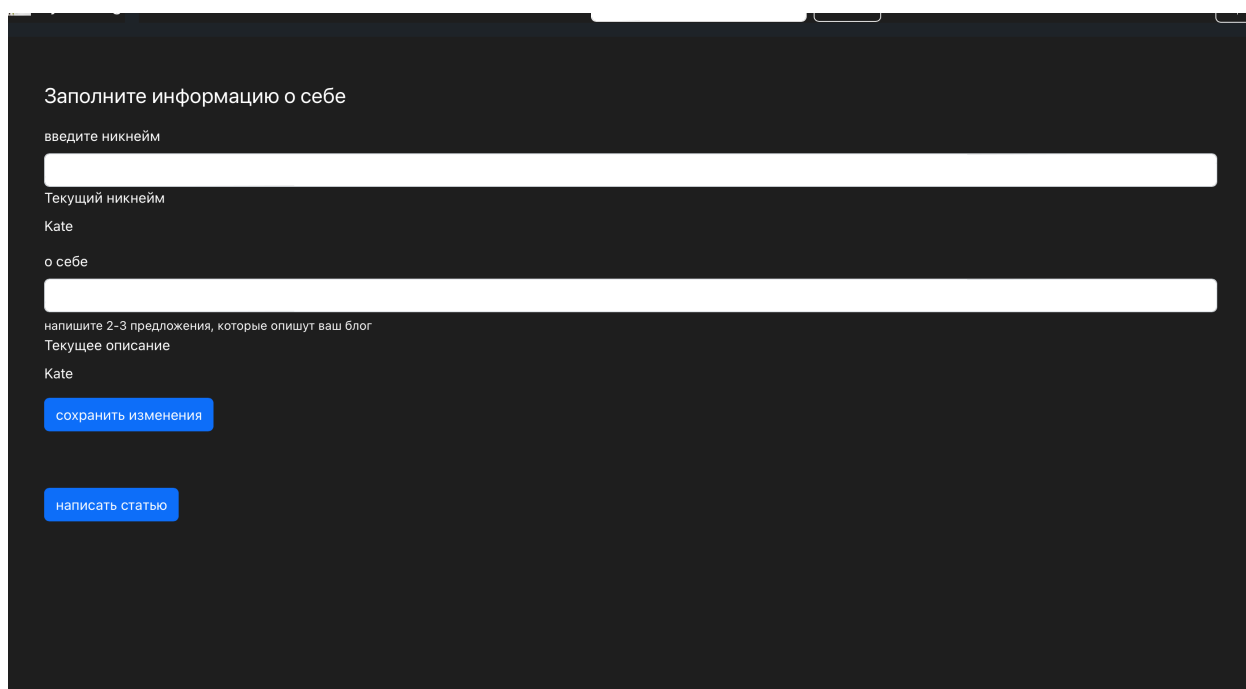 Заполните информацию о себе
введите никнейм
Текущий никнейм
Kate
о себе
напишите 2-3 предложения, которые опишут ваш блог
Текущее описание
Kate
сохранить изменения
написать статью